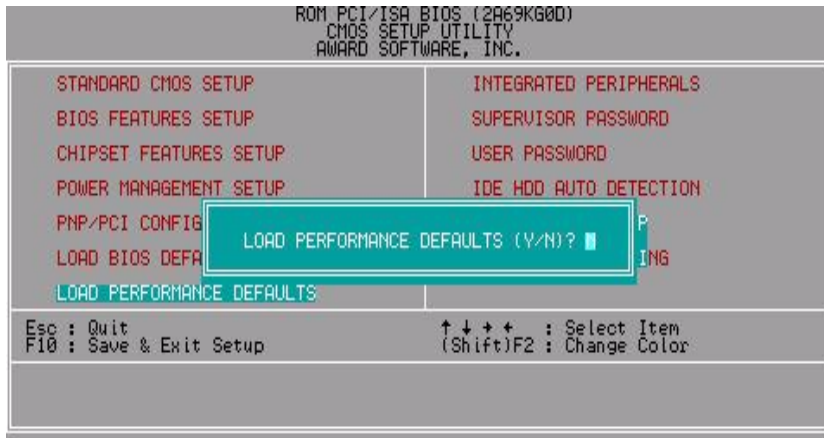 ROM PCI/ISA BIOS (2A69KG0D)
CMOS SETUP UTILITY
AWARD SOFTWARE, INC.
STANDARD CMOS SETUP
BIOS FEATURES SETUP
CHIPSET FEATURES SETUP
POWER MANAGEMENT SETUP
PNP/PCI CONFIG
LOAD BIOS DEFA
LOAD PERFORMANCE DEFAULTS
INTEGRATED PERIPHERALS
SUPERVISOR PASSWORD
USER PASSWORD
IDE HDD AUTO DETECTION
P
ING
LOAD PERFORMANCE DEFAULTS (Y/N)?
Esc : Quit
F10 : Save & Exit Setup
↑ ↓ → ← : Select Item
(Shift)F2 : Change Color